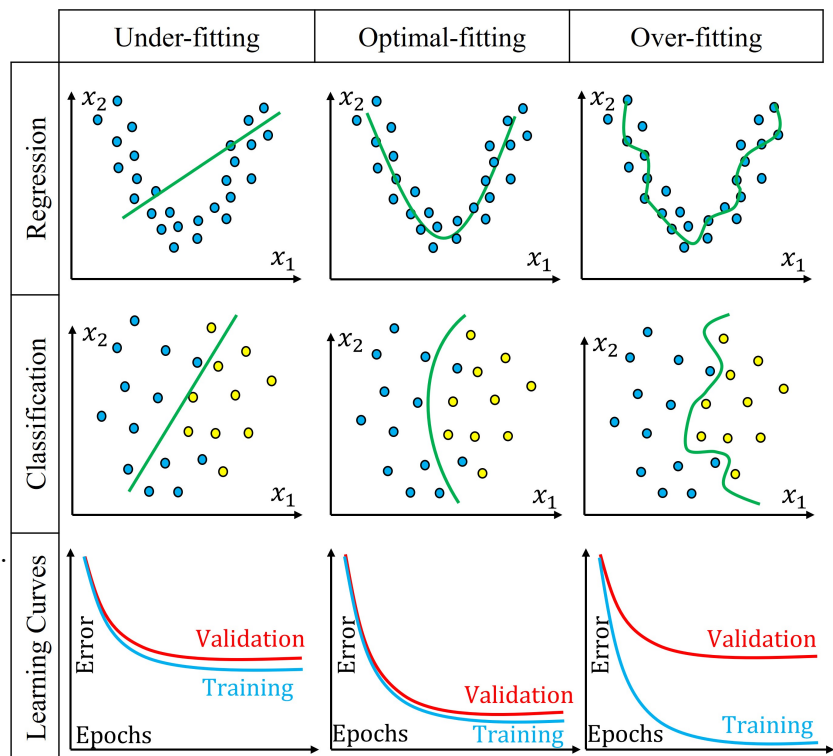 Under-fitting
Optimal-fitting
Over-fitting
Regression
x₂
x₁
x₂
x₁
x₂
x₁
Classification
x₂
x₁
x₂
x₁
x₂
x₁
Learning Curves
Error
Validation
Training
Epochs
Error
Validation
Training
Epochs
Error
Validation
Training
Epochs